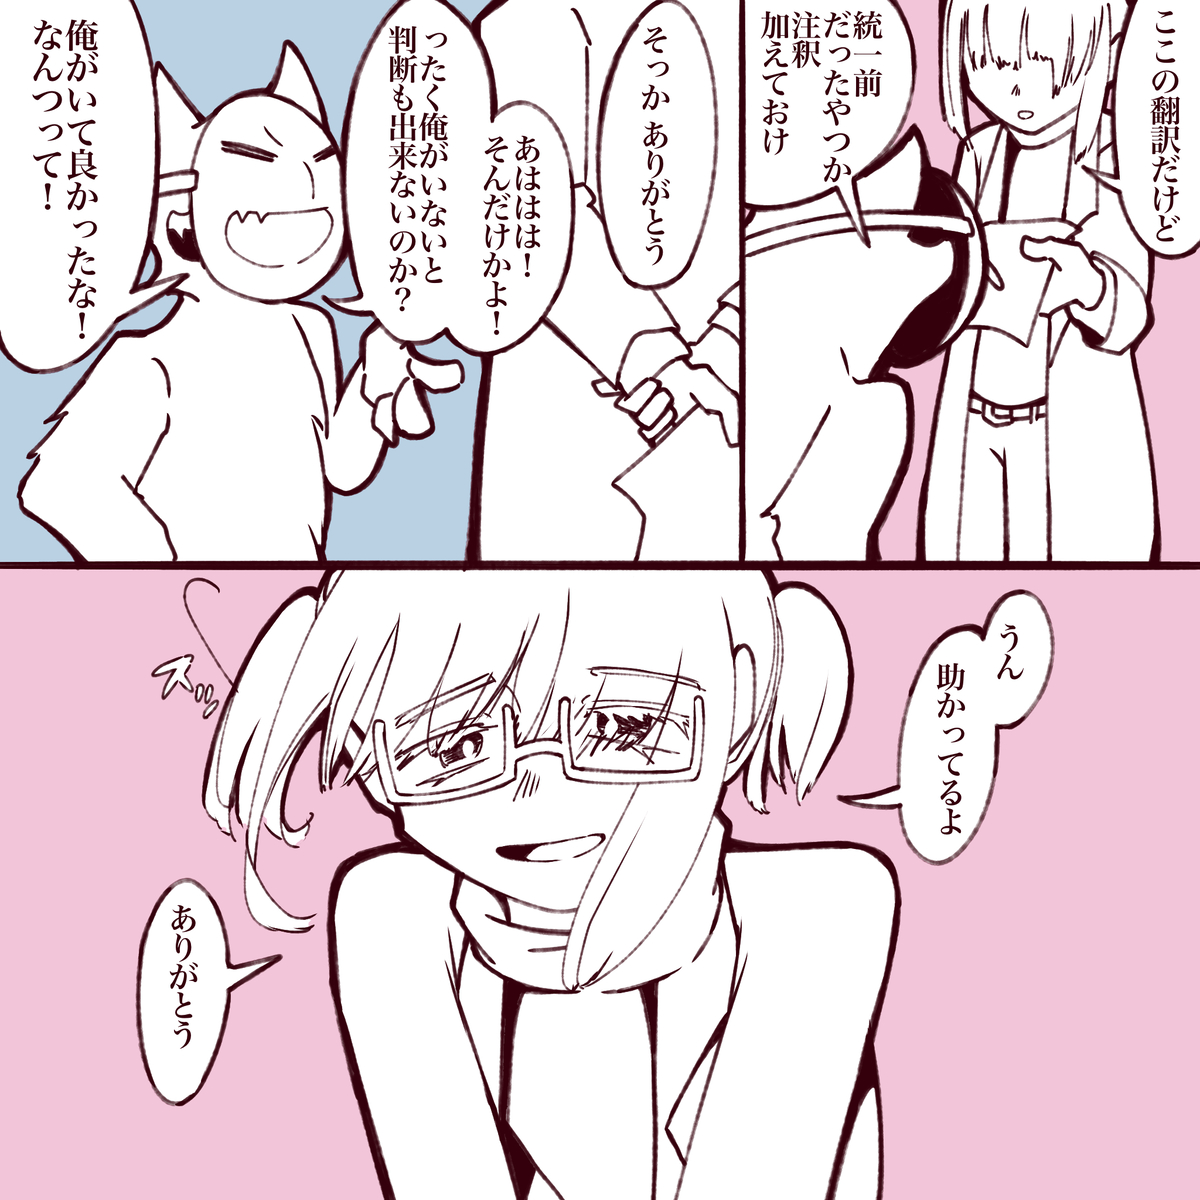 ここの翻訳だけど
統一前
だったやつか
注釈
加えておけ
そっか ありがとう
あははは！
そんだけかよ！
ったく俺がいないと
判断も出来ないのか？
俺がいて良かったな！
なんつって！
うん
助かってるよ
ズッ
ありがとう